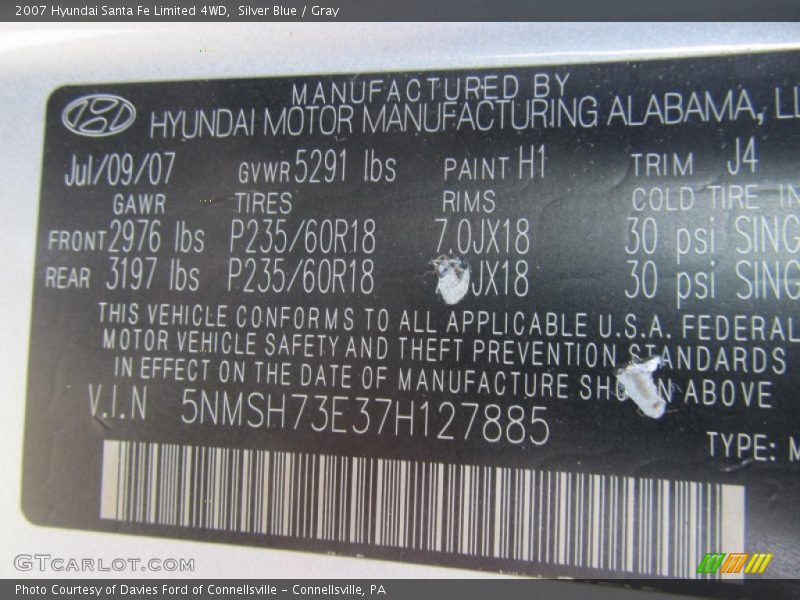 2007 Hyundai Santa Fe Limited 4WD,  Silver Blue / Gray
MANUFACTURED BY
HYUNDAI MOTOR MANUFACTURING ALABAMA, LL
Jul/09/07 GVWR 5291 lbs PAINT H1 TRIM J4
GAWR TIRES RIMS COLD TIRE IN
FRONT 2976 lbs P235/60R18 7.0JX18 30 psi SING
REAR 3197 lbs P235/60R18 JX18 30 psi SING
THIS VEHICLE CONFORMS TO ALL APPLICABLE U.S.A. FEDERAL
MOTOR VEHICLE SAFETY AND THEFT PREVENTION STANDARDS
IN EFFECT ON THE DATE OF MANUFACTURE SH N ABOVE
V.I.N 5NMSH73E37H127885
TYPE: M
GTCARLOT.COM
Photo Courtesy of Davies Ford of Connellsville - Connellsville, PA